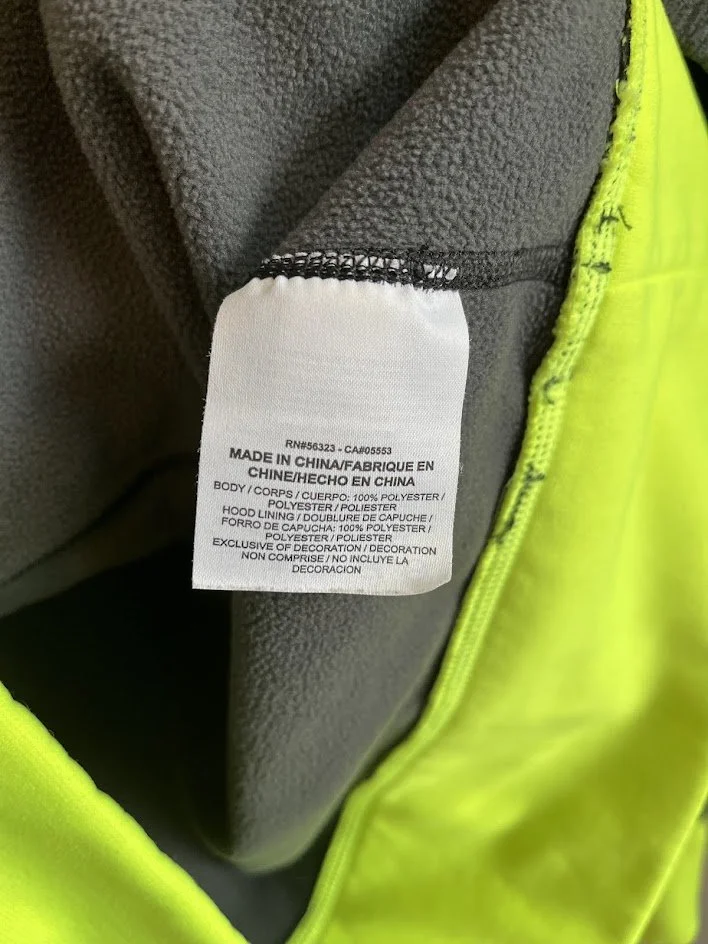 RN#56323 - CA#05553
MADE IN CHINA/FABRIQUE EN
CHINE/HECHO EN CHINA
BODY / CORPS / CUERPO: 100% POLYESTER /
POLYESTER / POLIESTER
HOOD LINING / DOUBLURE DE CAPUCHE /
FORRO DE CAPUCHA: 100% POLYESTER /
POLYESTER / POLIESTER
EXCLUSIVE OF DECORATION / DECORATION
NON COMPRISE / NO INCLUYE LA
DECORACION